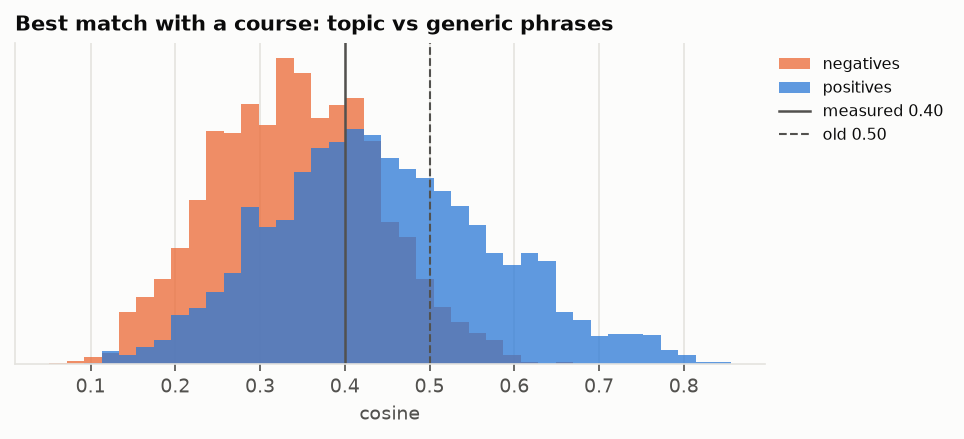 Best match with a course: topic vs generic phrases
negatives
positives
measured 0.40
old 0.50
0.1 0.2 0.3 0.4 0.5 0.6 0.7 0.8
cosine